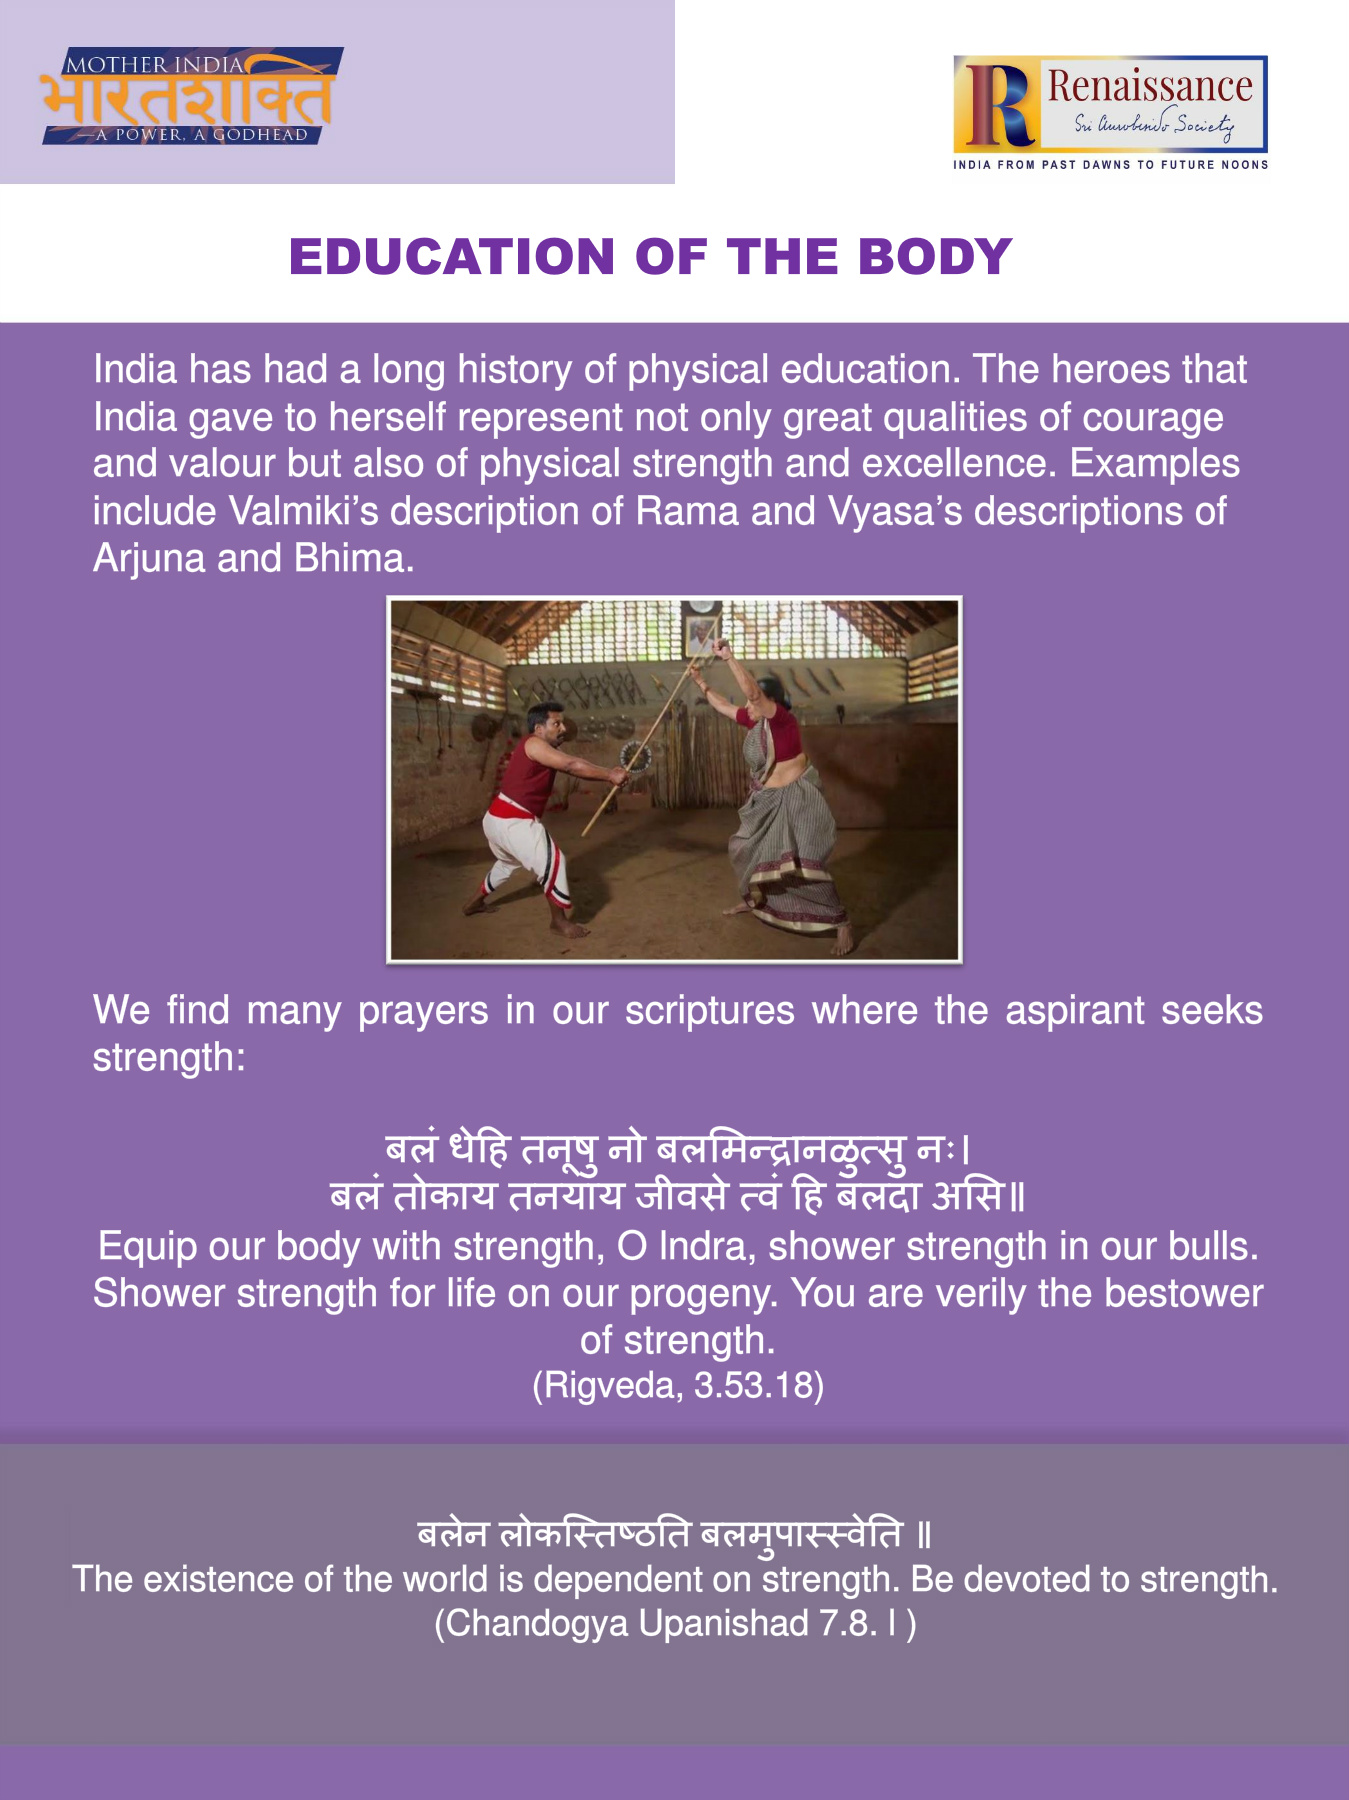 MOTHER INDIA
भारतशक्ति
—A POWER, A GODHEAD
Renaissance
Sri Aurobindo Society
INDIA FROM PAST DAWNS TO FUTURE NOONS
EDUCATION OF THE BODY
India has had a long history of physical education. The heroes that
India gave to herself represent not only great qualities of courage
and valour but also of physical strength and excellence. Examples
include Valmiki’s description of Rama and Vyasa’s descriptions of
Arjuna and Bhima.
We find many prayers in our scriptures where the aspirant seeks
strength:
बलं धेहि तनूषु नो बलमिन्द्रानळुत्सु नः।
बलं तोकाय तनयाय जीवसे त्वं हि बलदा असि॥
Equip our body with strength, O Indra, shower strength in our bulls.
Shower strength for life on our progeny. You are verily the bestower
of strength.
(Rigveda, 3.53.18)
बलेन लोकस्तिष्ठति बलमुपास्स्वेति ॥
The existence of the world is dependent on strength. Be devoted to strength.
(Chandogya Upanishad 7.8. l )